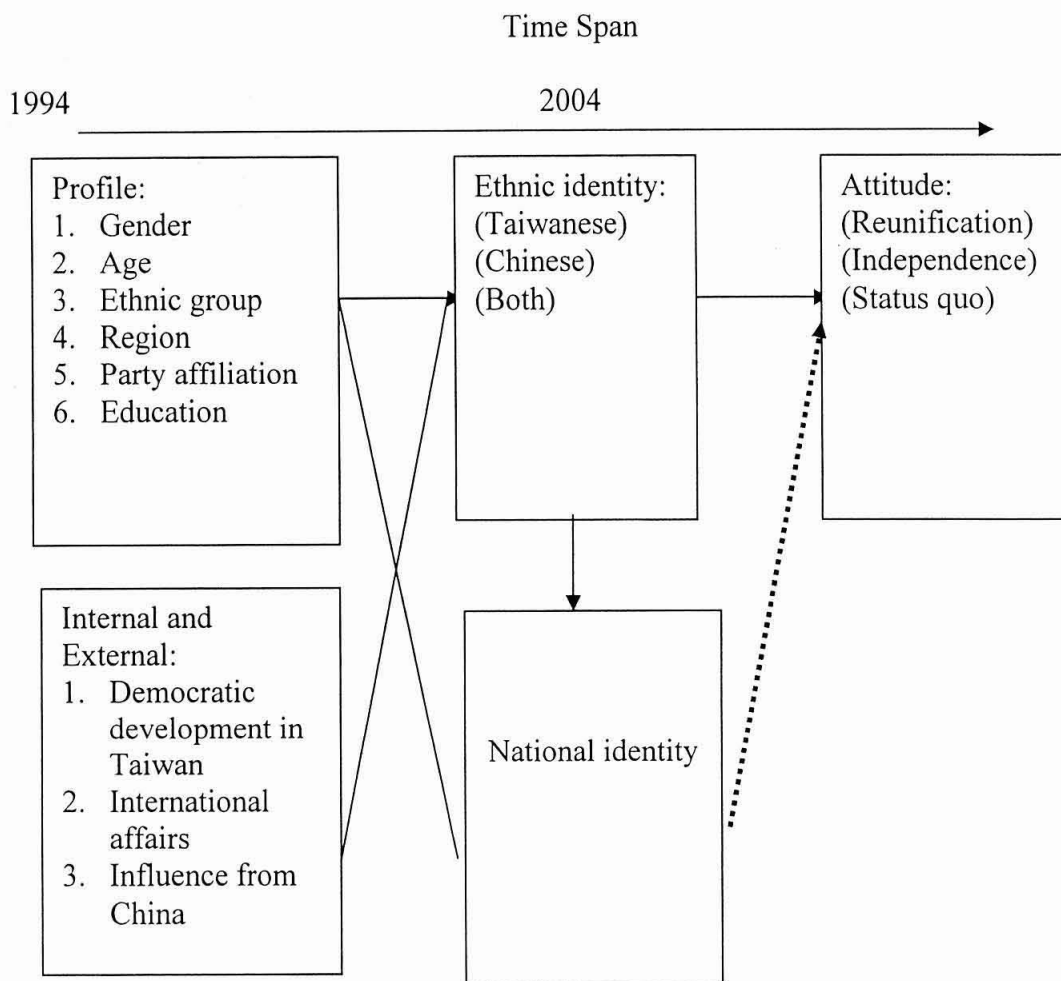 Time Span
1994
2004
Profile:
1. Gender
2. Age
3. Ethnic group
4. Region
5. Party affiliation
6. Education
Ethnic identity:
(Taiwanese)
(Chinese)
(Both)
Attitude:
(Reunification)
(Independence)
(Status quo)
Internal and
External:
1. Democratic
development in
Taiwan
2. International
affairs
3. Influence from
China
National identity